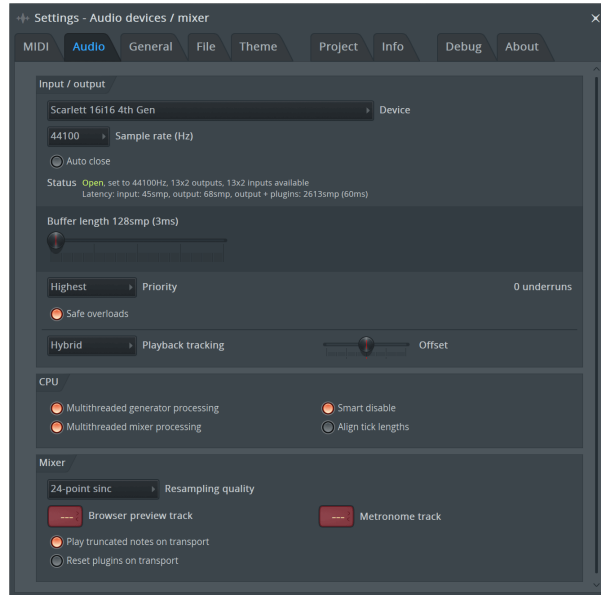 Settings - Audio devices / mixer
MIDI Audio General File Theme Project Info Debug About
Input / output
Scarlett 16i16 4th Gen Device
44100 Sample rate (Hz)
Auto close
Status Open, set to 44100Hz, 13x2 outputs, 13x2 inputs available
Latency: input: 45smp, output: 68smp, output + plugins: 2613smp (60ms)
Buffer length 128smp (3ms)
Highest Priority 0 underruns
Safe overloads
Hybrid Playback tracking Offset
CPU
Multithreaded generator processing Smart disable
Multithreaded mixer processing Align tick lengths
Mixer
24-point sinc Resampling quality
--- Browser preview track --- Metronome track
Play truncated notes on transport
Reset plugins on transport